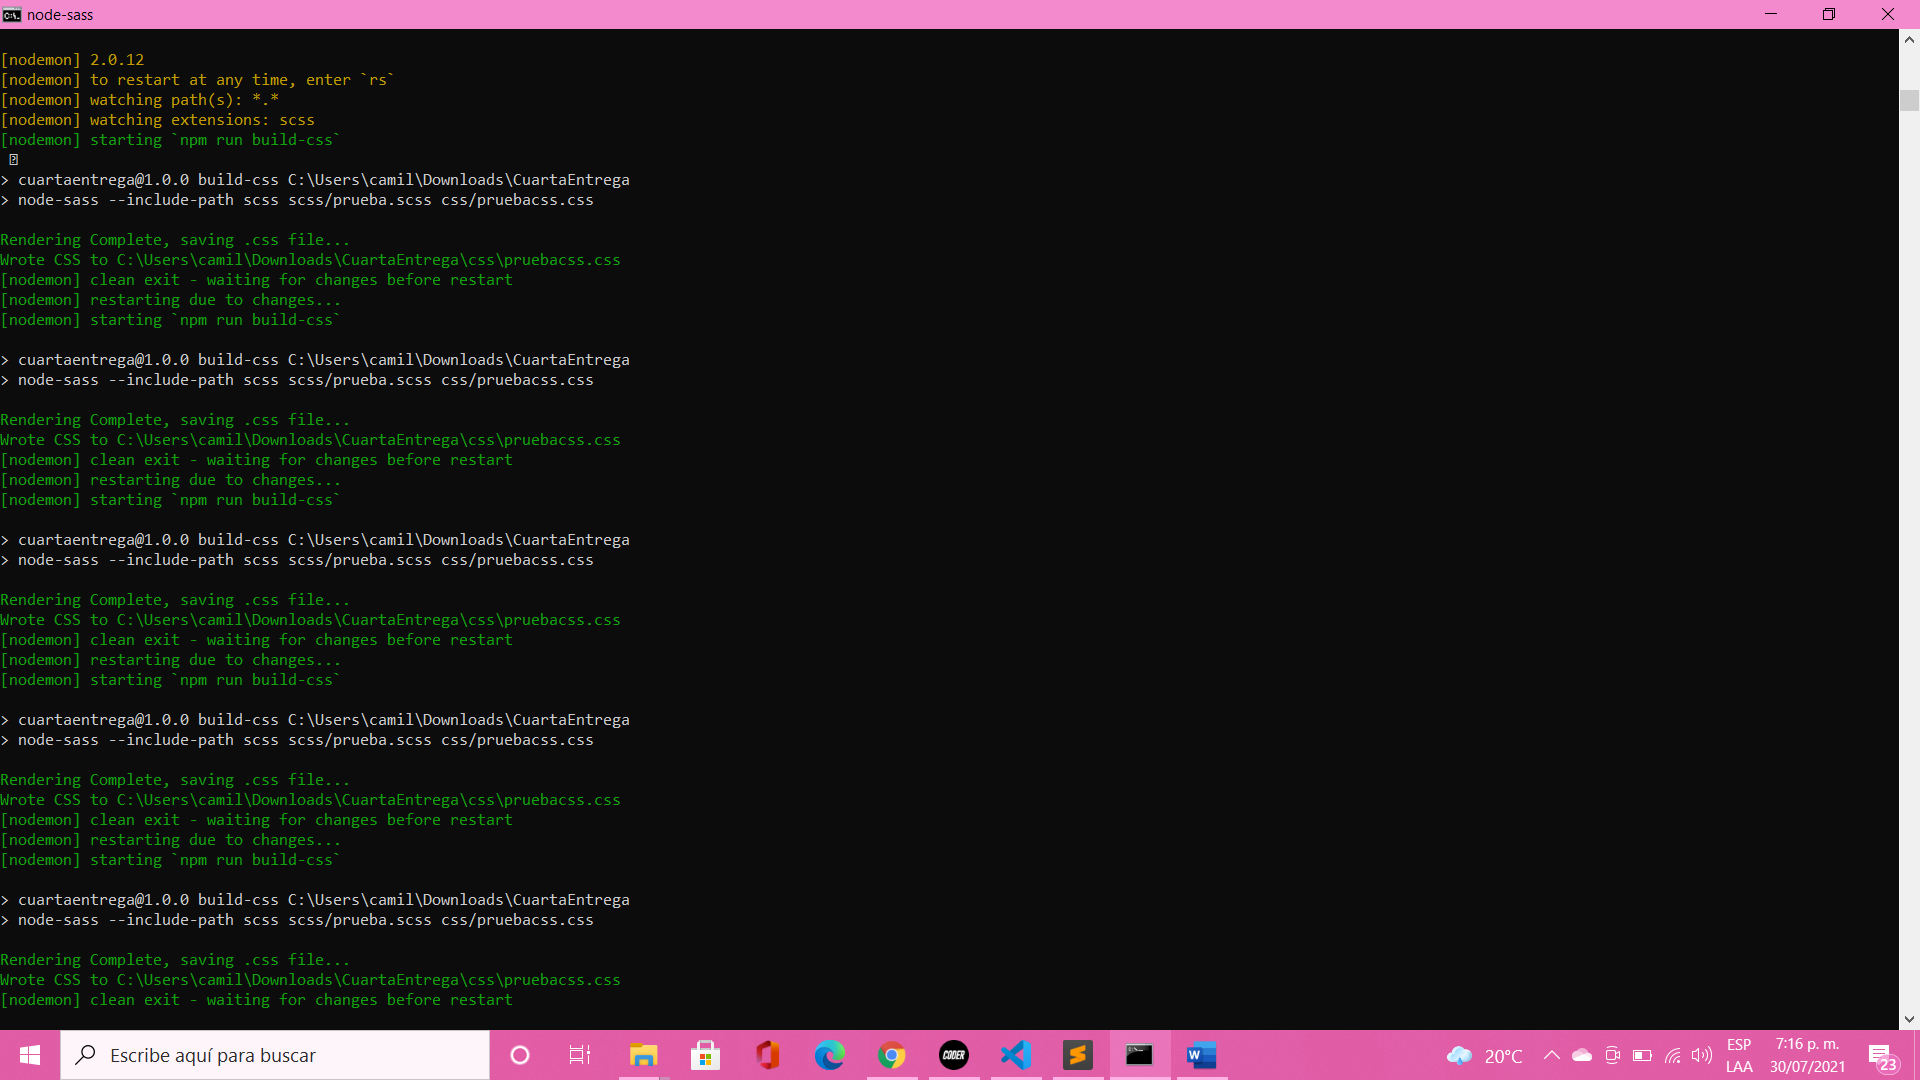 node-sass
[nodemon] 2.0.12
[nodemon] to restart at any time, enter `rs`
[nodemon] watching path(s): *.*
[nodemon] watching extensions: scss
[nodemon] starting `npm run build-css`
> cuartaentrega@1.0.0 build-css C:\Users\camil\Downloads\CuartaEntrega
> node-sass --include-path scss scss/prueba.scss css/pruebacss.css
Rendering Complete, saving .css file...
Wrote CSS to C:\Users\camil\Downloads\CuartaEntrega\css\pruebacss.css
[nodemon] clean exit - waiting for changes before restart
[nodemon] restarting due to changes...
[nodemon] starting `npm run build-css`
> cuartaentrega@1.0.0 build-css C:\Users\camil\Downloads\CuartaEntrega
> node-sass --include-path scss scss/prueba.scss css/pruebacss.css
Rendering Complete, saving .css file...
Wrote CSS to C:\Users\camil\Downloads\CuartaEntrega\css\pruebacss.css
[nodemon] clean exit - waiting for changes before restart
[nodemon] restarting due to changes...
[nodemon] starting `npm run build-css`
> cuartaentrega@1.0.0 build-css C:\Users\camil\Downloads\CuartaEntrega
> node-sass --include-path scss scss/prueba.scss css/pruebacss.css
Rendering Complete, saving .css file...
Wrote CSS to C:\Users\camil\Downloads\CuartaEntrega\css\pruebacss.css
[nodemon] clean exit - waiting for changes before restart
[nodemon] restarting due to changes...
[nodemon] starting `npm run build-css`
> cuartaentrega@1.0.0 build-css C:\Users\camil\Downloads\CuartaEntrega
> node-sass --include-path scss scss/prueba.scss css/pruebacss.css
Rendering Complete, saving .css file...
Wrote CSS to C:\Users\camil\Downloads\CuartaEntrega\css\pruebacss.css
[nodemon] clean exit - waiting for changes before restart
[nodemon] restarting due to changes...
[nodemon] starting `npm run build-css`
> cuartaentrega@1.0.0 build-css C:\Users\camil\Downloads\CuartaEntrega
> node-sass --include-path scss scss/prueba.scss css/pruebacss.css
Rendering Complete, saving .css file...
Wrote CSS to C:\Users\camil\Downloads\CuartaEntrega\css\pruebacss.css
[nodemon] clean exit - waiting for changes before restart
Escribe aquí para buscar
CODER
20°C
ESP
LAA
7:16 p. m.
30/07/2021
23